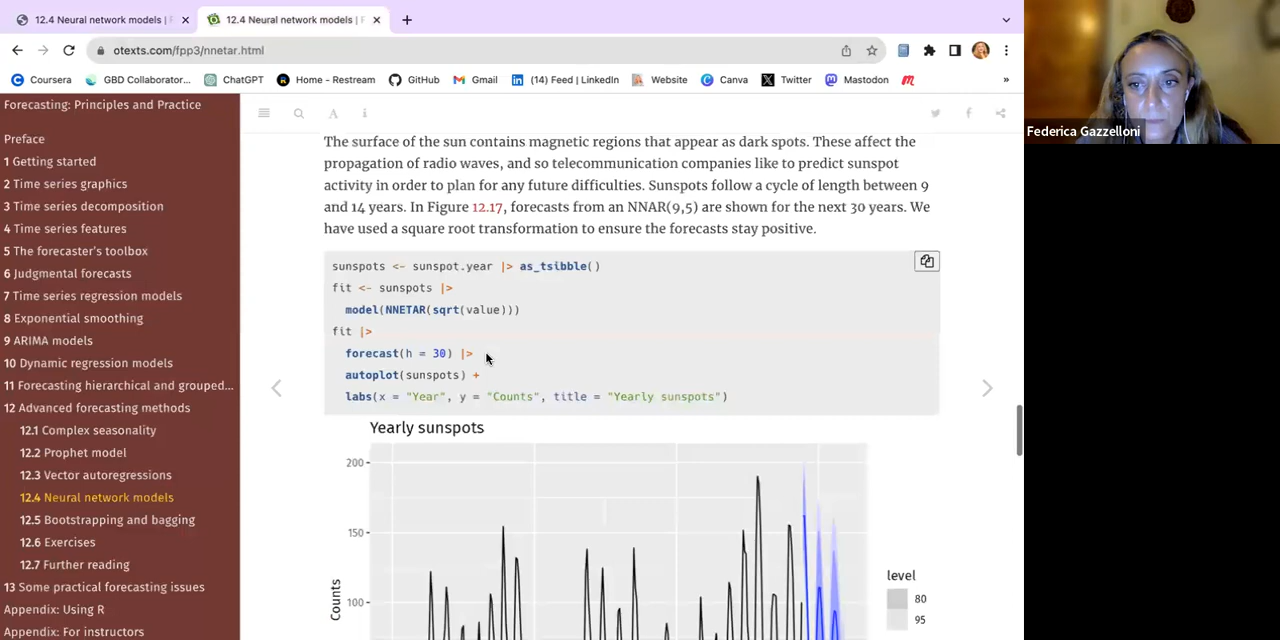 12.4 Neural network models | F
12.4 Neural network models | F
otexts.com/fpp3/nnetar.html
Coursera
GBD Collaborator...
ChatGPT
Home - Restream
GitHub
Gmail
(14) Feed | LinkedIn
Website
Canva
Twitter
Mastodon
»
Forecasting: Principles and Practice
Preface
1 Getting started
2 Time series graphics
3 Time series decomposition
4 Time series features
5 The forecaster's toolbox
6 Judgmental forecasts
7 Time series regression models
8 Exponential smoothing
9 ARIMA models
10 Dynamic regression models
11 Forecasting hierarchical and grouped...
12 Advanced forecasting methods
12.1 Complex seasonality
12.2 Prophet model
12.3 Vector autoregressions
12.4 Neural network models
12.5 Bootstrapping and bagging
12.6 Exercises
12.7 Further reading
13 Some practical forecasting issues
Appendix: Using R
Appendix: For instructors
The surface of the sun contains magnetic regions that appear as dark spots. These affect the
propagation of radio waves, and so telecommunication companies like to predict sunspot
activity in order to plan for any future difficulties. Sunspots follow a cycle of length between 9
and 14 years. In Figure 12.17, forecasts from an NNAR(9,5) are shown for the next 30 years. We
have used a square root transformation to ensure the forecasts stay positive.
sunspots <- sunspot.year |> as_tsibble()
fit <- sunspots |>
model(NNETAR(sqrt(value)))
fit |>
forecast(h = 30) |>
autoplot(sunspots) +
labs(x = "Year", y = "Counts", title = "Yearly sunspots")
Yearly sunspots
200
150
100
Counts
level
80
95
Federica Gazzelloni